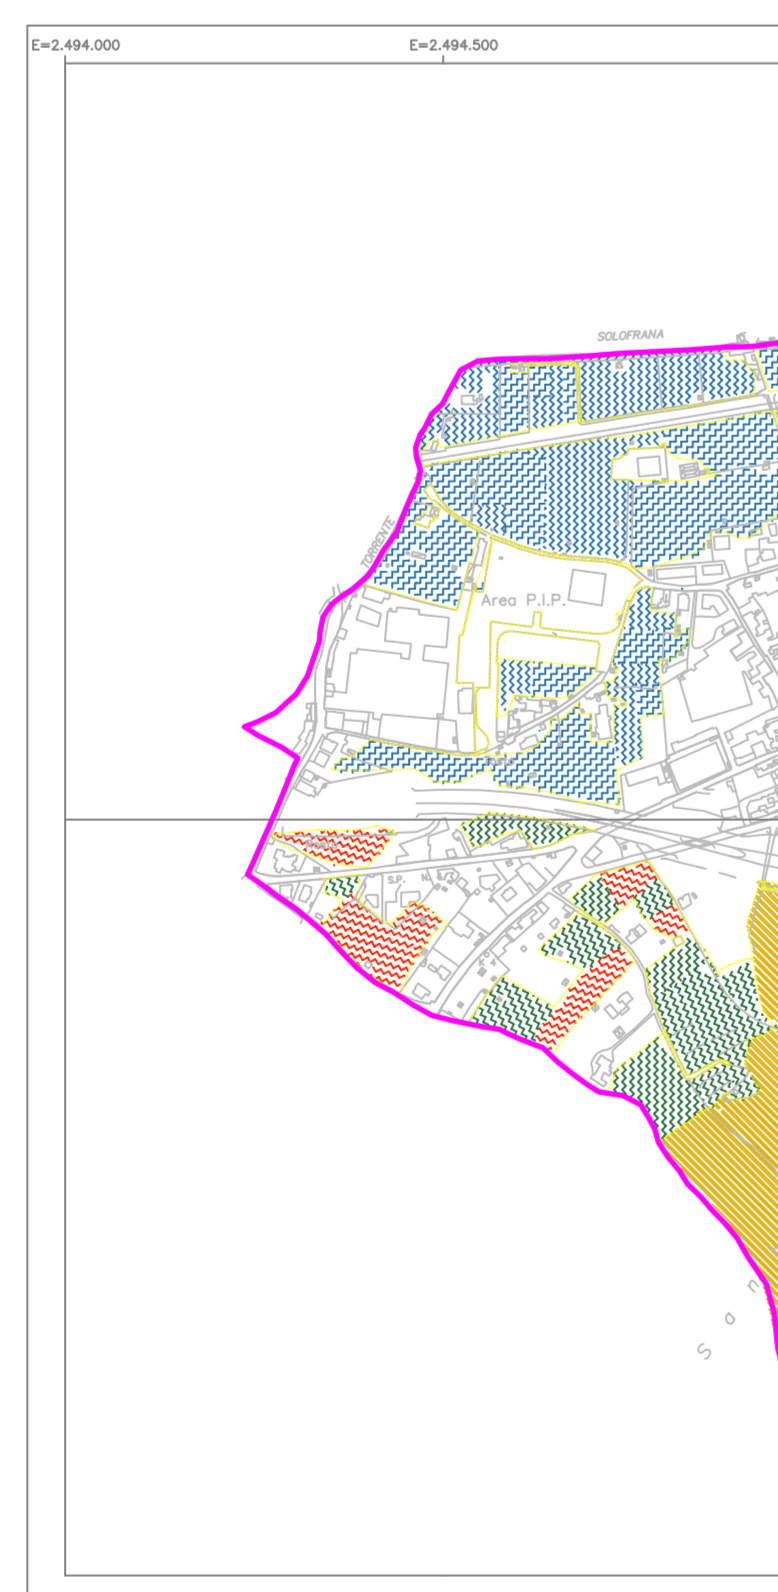 E=2.494.000
E=2.494.500
SOLOFRANA
TORRENTE
Area P.I.P.
S.P.
S a n